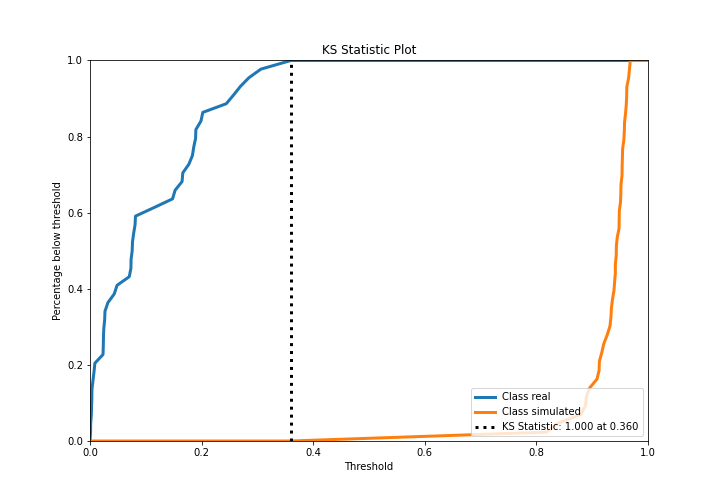 KS Statistic Plot
1.0
0.8
0.6
0.4
0.2
0.0
Percentage below threshold
Class real
Class simulated
KS Statistic: 1.000 at 0.360
0.0 0.2 0.4 0.6 0.8 1.0
Threshold